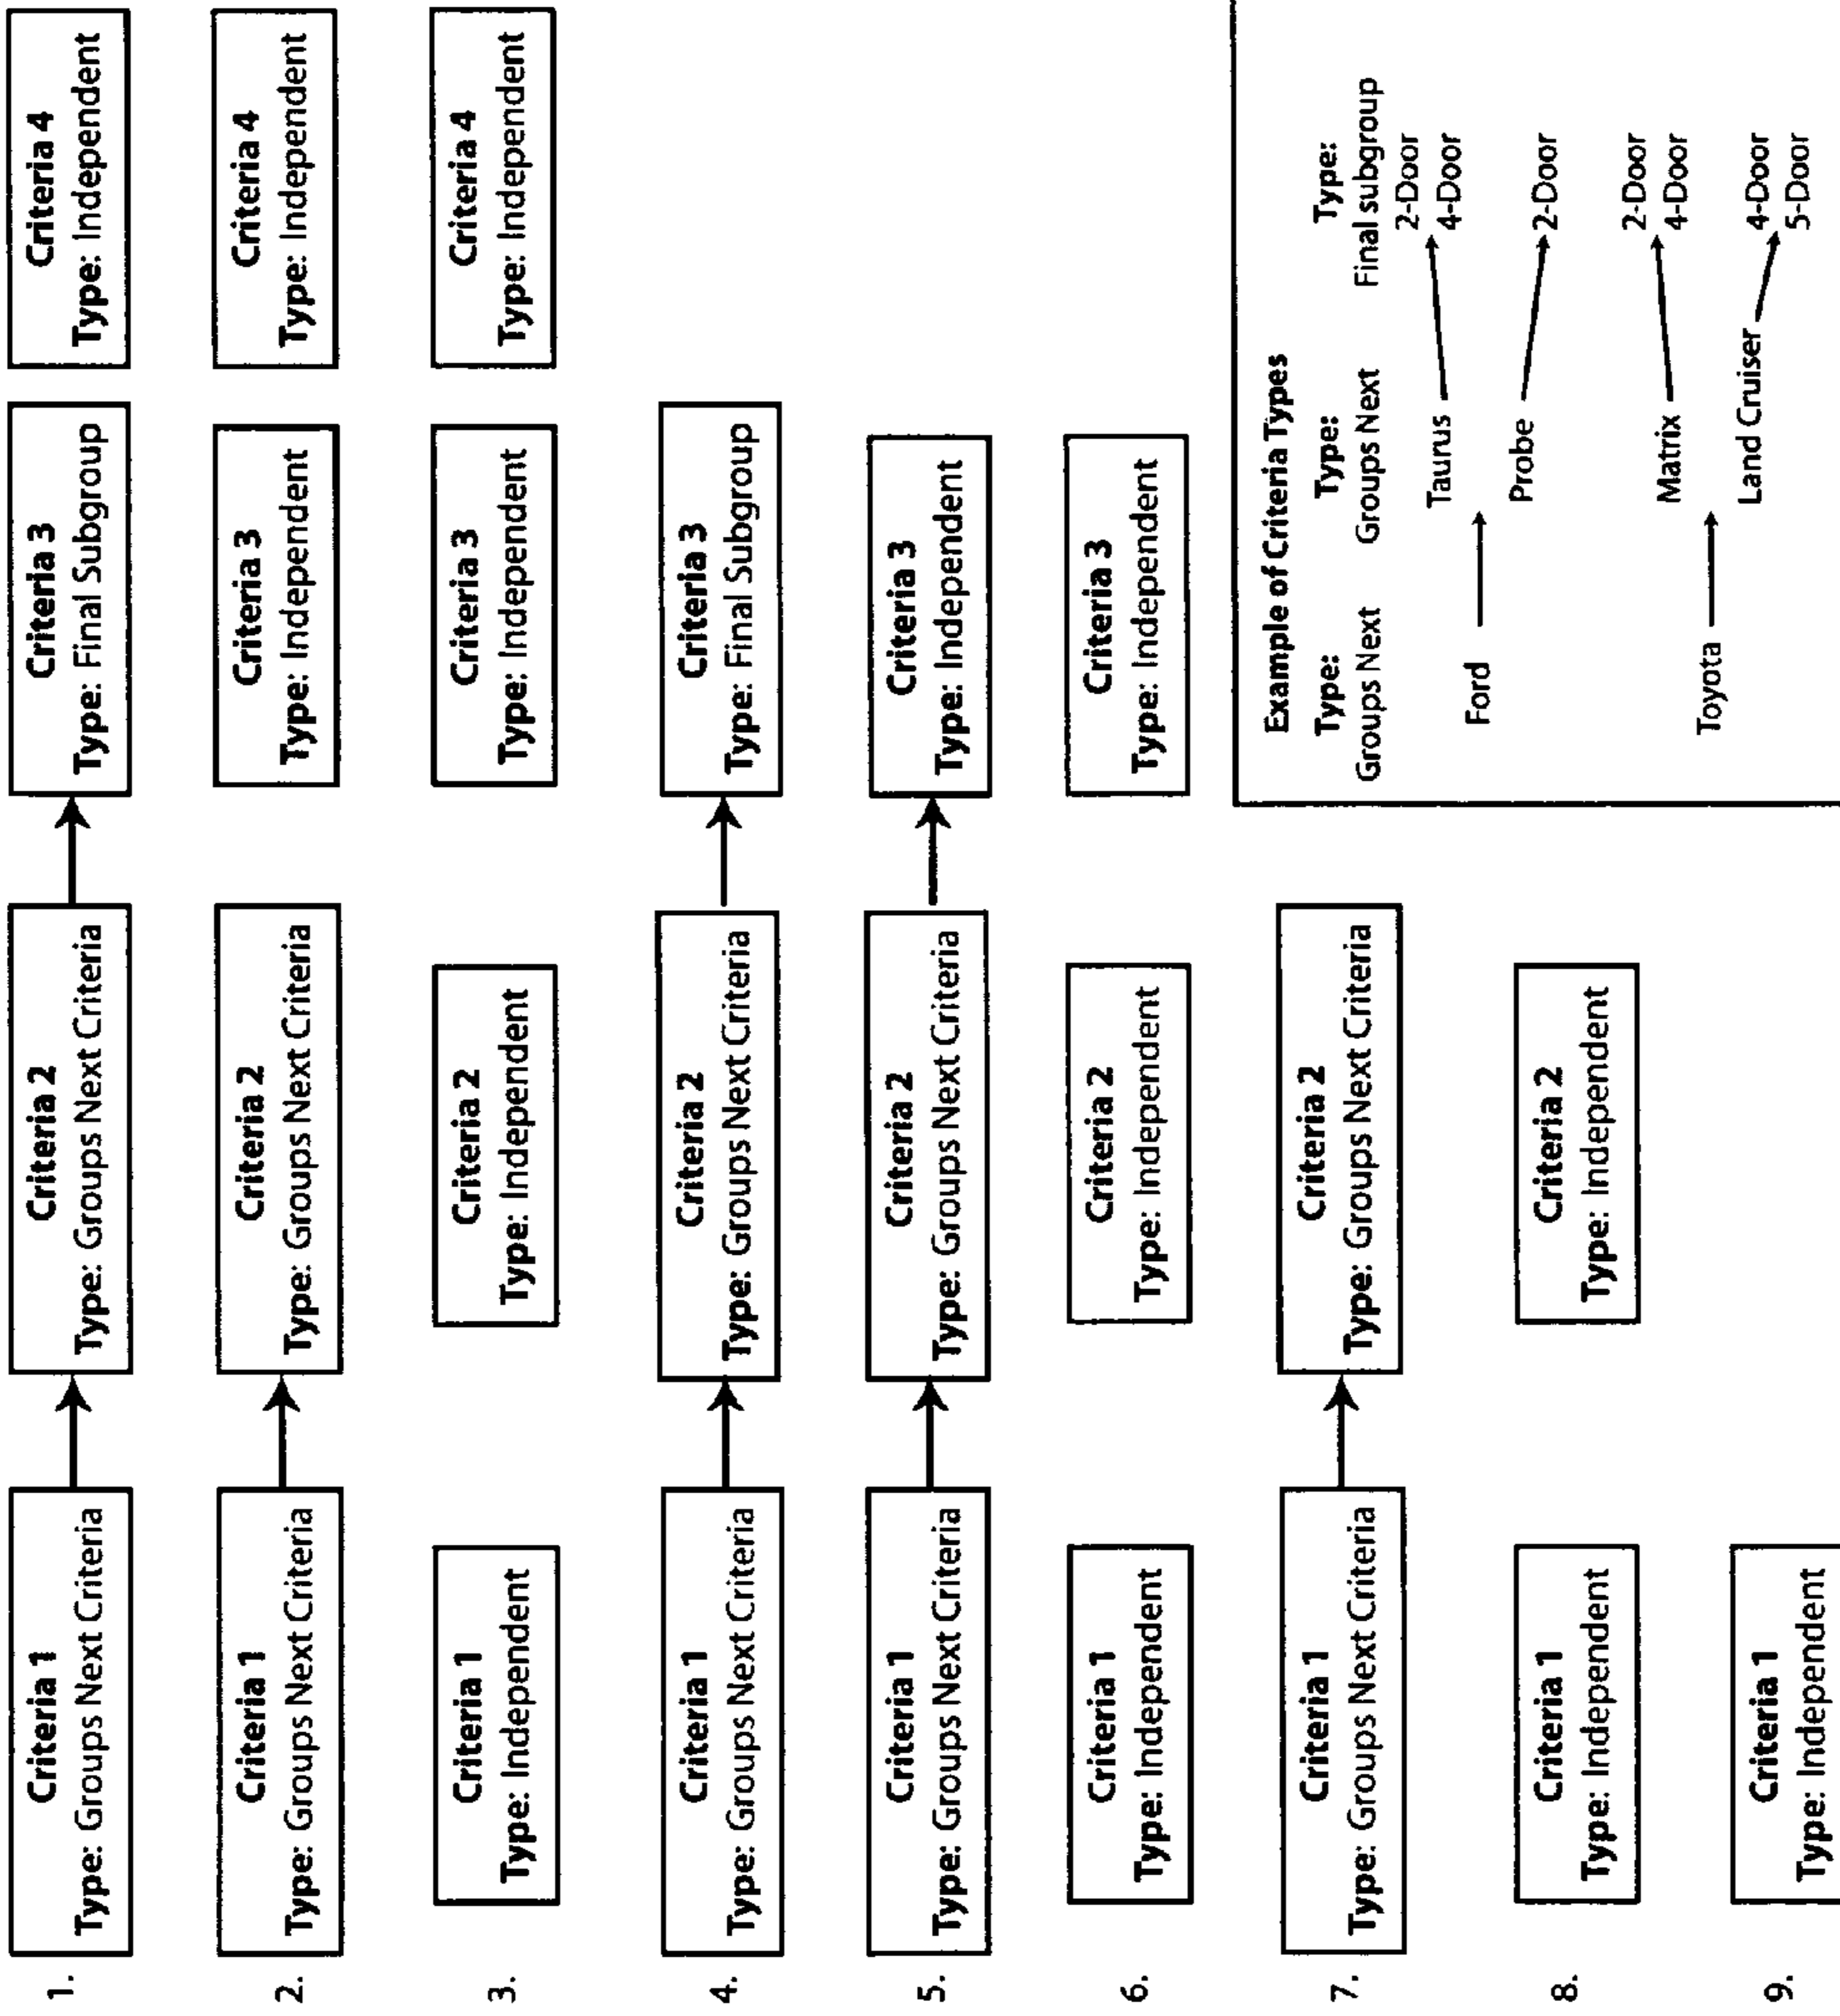 1.
Criteria 1
Type: Groups Next Criteria
Criteria 2
Type: Groups Next Criteria
Criteria 3
Type: Final Subgroup
Criteria 4
Type: Independent
2.
Criteria 1
Type: Groups Next Criteria
Criteria 2
Type: Groups Next Criteria
Criteria 3
Type: Independent
Criteria 4
Type: Independent
3.
Criteria 1
Type: Independent
Criteria 2
Type: Independent
Criteria 3
Type: Independent
Criteria 4
Type: Independent
4.
Criteria 1
Type: Groups Next Criteria
Criteria 2
Type: Groups Next Criteria
Criteria 3
Type: Final Subgroup
5.
Criteria 1
Type: Groups Next Criteria
Criteria 2
Type: Groups Next Criteria
Criteria 3
Type: Independent
6.
Criteria 1
Type: Independent
Criteria 2
Type: Independent
Criteria 3
Type: Independent
7.
Criteria 1
Type: Groups Next Criteria
Criteria 2
Type: Groups Next Criteria
8.
Criteria 1
Type: Independent
Criteria 2
Type: Independent
9.
Criteria 1
Type: Independent
Example of Criteria Types
Type:
Groups Next
Type:
Groups Next
Type:
Final subgroup
Ford
Taurus
2-Door
4-Door
Probe
2-Door
Toyota
Matrix
2-Door
4-Door
Land Cruiser
4-Door
5-Door